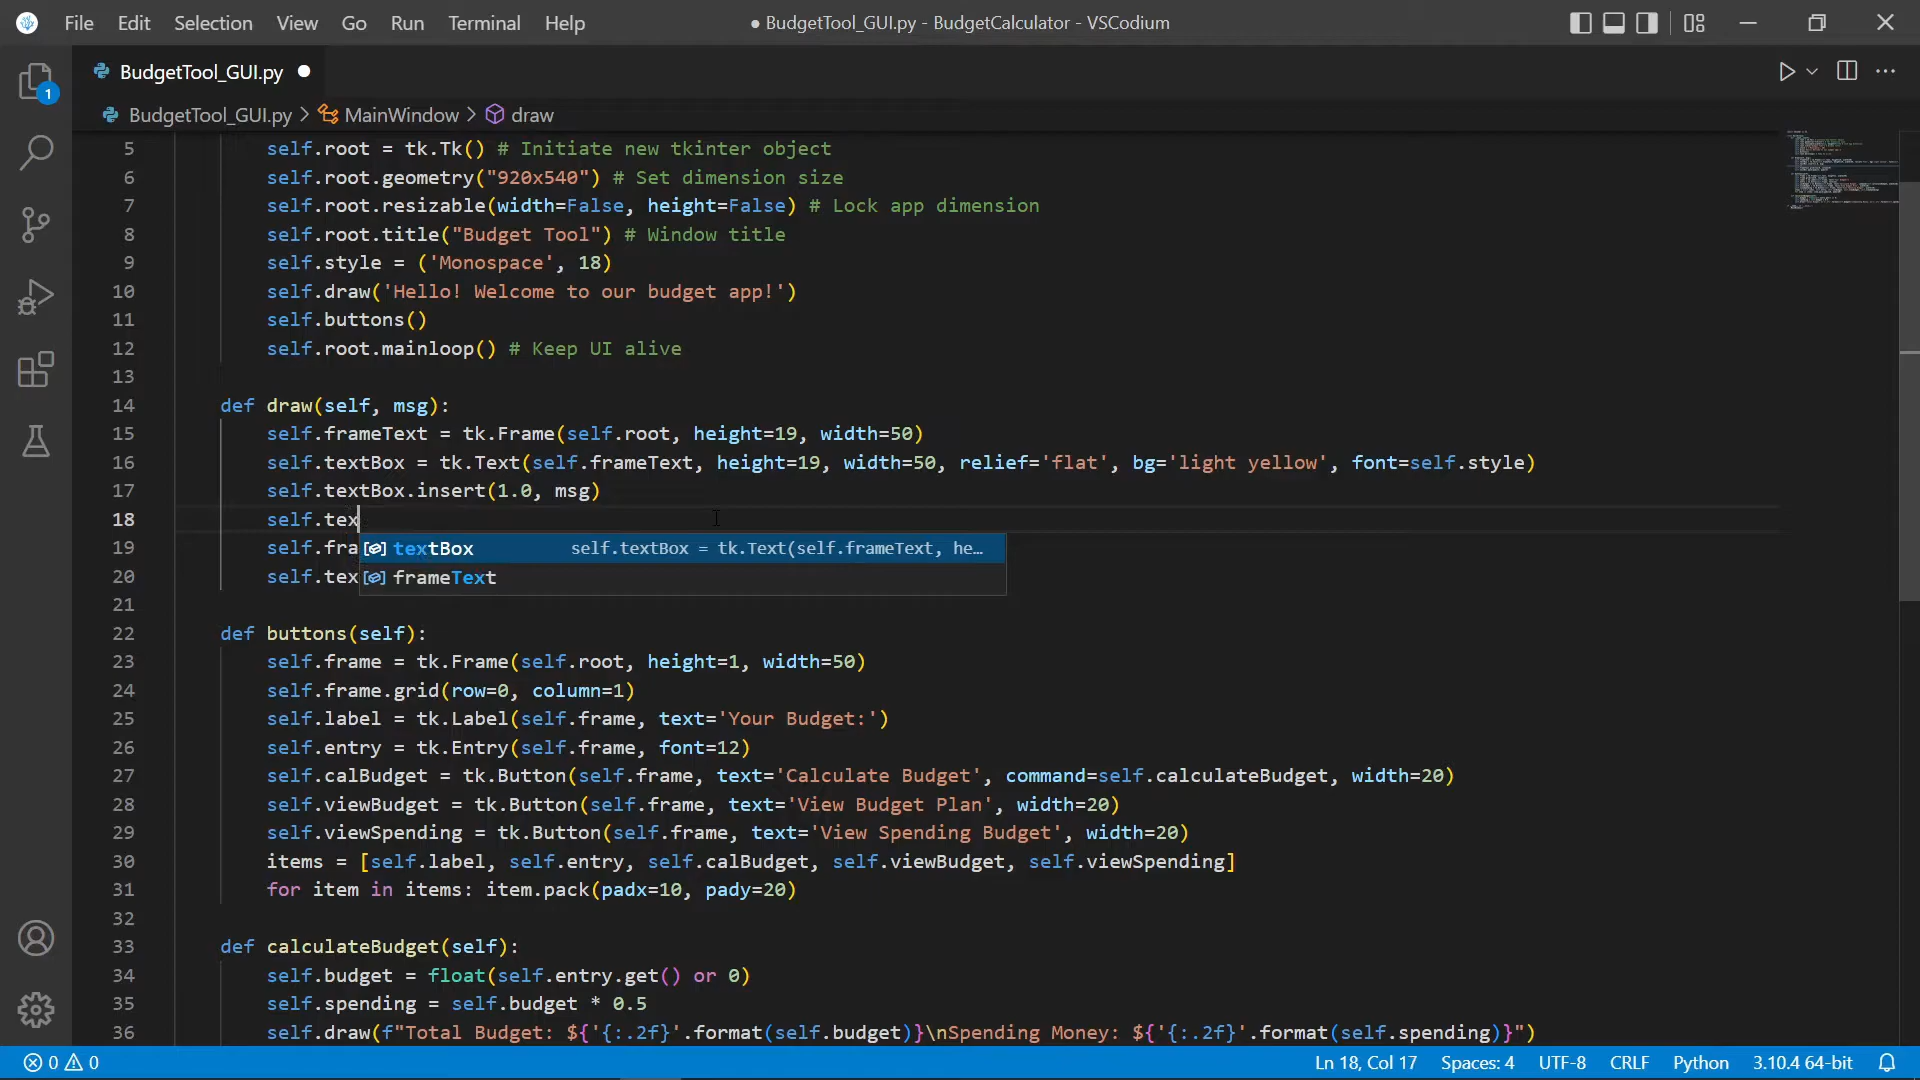 File Edit Selection View Go Run Terminal Help ● BudgetTool_GUI.py - BudgetCalculator - VSCodium
BudgetTool_GUI.py
1
BudgetTool_GUI.py > MainWindow > draw
5 self.root = tk.Tk() # Initiate new tkinter object
6 self.root.geometry("920x540") # Set dimension size
7 self.root.resizable(width=False, height=False) # Lock app dimension
8 self.root.title("Budget Tool") # Window title
9 self.style = ('Monospace', 18)
10 self.draw('Hello! Welcome to our budget app!')
11 self.buttons()
12 self.root.mainloop() # Keep UI alive
13
14 def draw(self, msg):
15 self.frameText = tk.Frame(self.root, height=19, width=50)
16 self.textBox = tk.Text(self.frameText, height=19, width=50, relief='flat', bg='light yellow', font=self.style)
17 self.textBox.insert(1.0, msg)
18 self.tex
19 self.fra textBox self.textBox = tk.Text(self.frameText, he…
20 self.tex frameText
21
22 def buttons(self):
23 self.frame = tk.Frame(self.root, height=1, width=50)
24 self.frame.grid(row=0, column=1)
25 self.label = tk.Label(self.frame, text='Your Budget:')
26 self.entry = tk.Entry(self.frame, font=12)
27 self.calBudget = tk.Button(self.frame, text='Calculate Budget', command=self.calculateBudget, width=20)
28 self.viewBudget = tk.Button(self.frame, text='View Budget Plan', width=20)
29 self.viewSpending = tk.Button(self.frame, text='View Spending Budget', width=20)
30 items = [self.label, self.entry, self.calBudget, self.viewBudget, self.viewSpending]
31 for item in items: item.pack(padx=10, pady=20)
32
33 def calculateBudget(self):
34 self.budget = float(self.entry.get() or 0)
35 self.spending = self.budget * 0.5
36 self.draw(f"Total Budget: ${'{:.2f}'.format(self.budget)}\nSpending Money: ${'{:.2f}'.format(self.spending)}")
0 0 Ln 18, Col 17 Spaces: 4 UTF-8 CRLF Python 3.10.4 64-bit